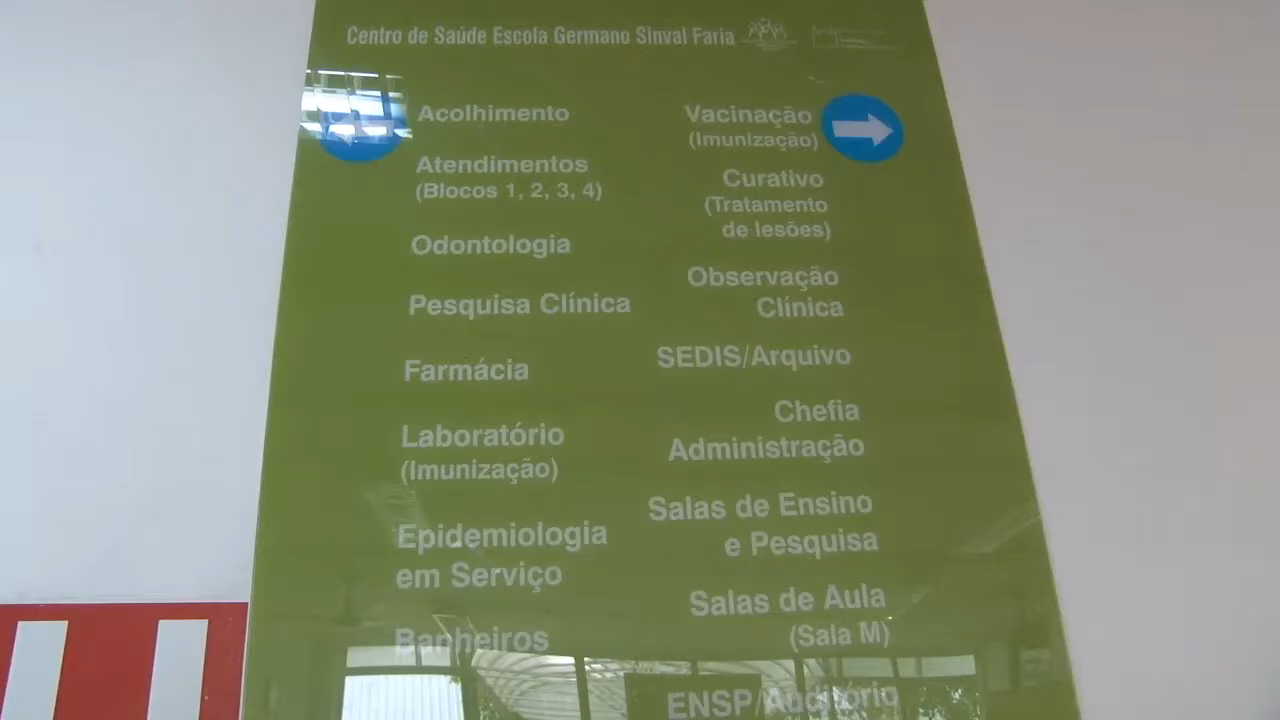 Centro de Saúde Escola Germano Sinval Faria
Acolhimento
Atendimentos
(Blocos 1, 2, 3, 4)
Odontologia
Pesquisa Clínica
Farmácia
Laboratório
(Imunização)
Epidemiologia
em Serviço
Banheiros
Vacinação
(Imunização)
Curativo
(Tratamento
de lesões)
Observação
Clínica
SEDIS/Arquivo
Chefia
Administração
Salas de Ensino
e Pesquisa
Salas de Aula
(Sala M)
ENSP/Auditório